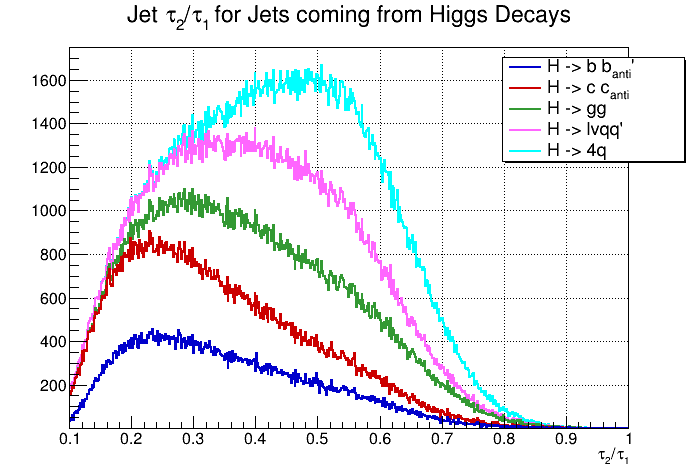 Jet τ2/τ1 for Jets coming from Higgs Decays
H -> b banti'
H -> c canti
H -> gg
H -> lvqq'
H -> 4q
1600
1400
1200
1000
800
600
400
200
0.1 0.2 0.3 0.4 0.5 0.6 0.7 0.8 0.9 1
τ2/τ1